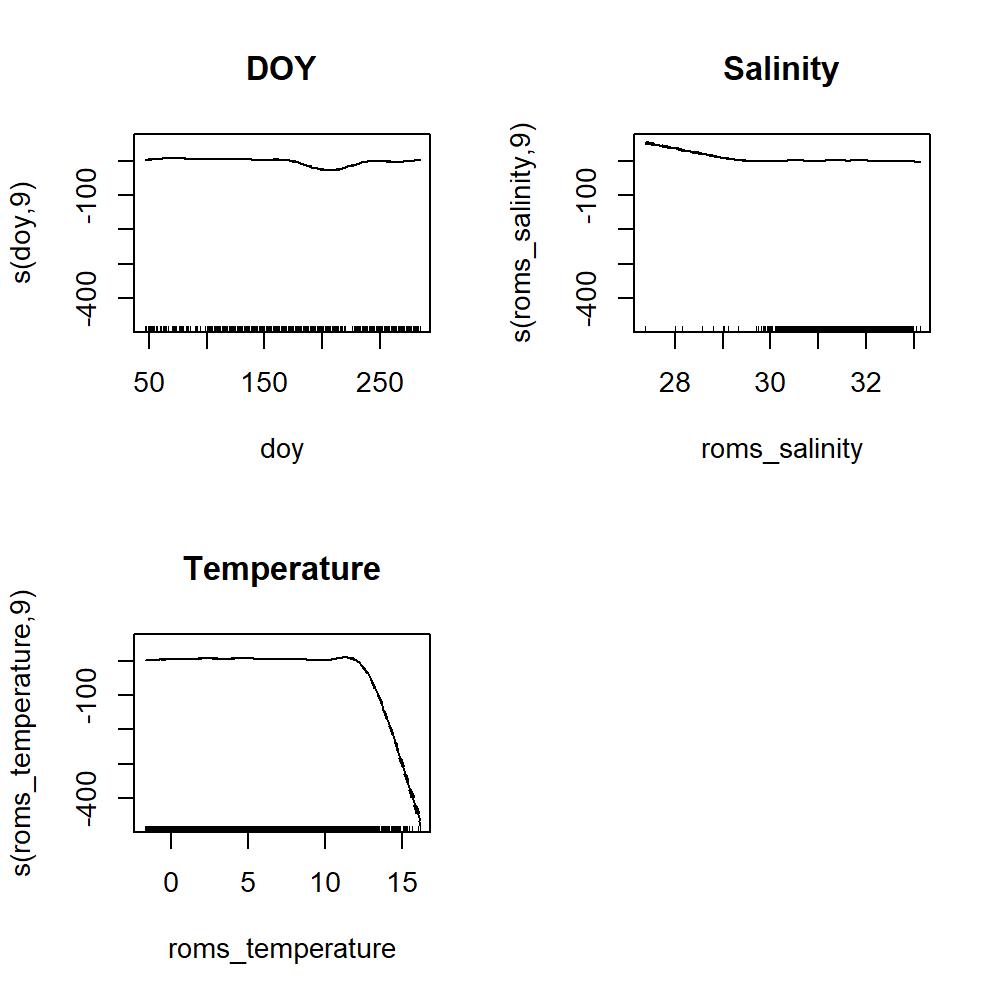 DOY
s(doy,9)
-100
-400
50 150 250
doy
Salinity
s(roms_salinity,9)
-100
-400
28 30 32
roms_salinity
Temperature
s(roms_temperature,9)
-100
-400
0 5 10 15
roms_temperature